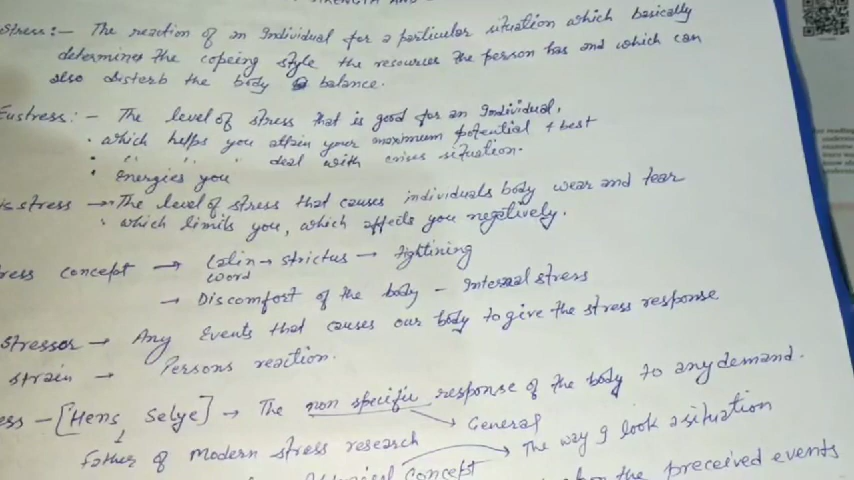 STRENGTH AND
Stress:- The reaction of an Individual for a particular situation which basically
determines the copeing style the resources the person has and which can
also disterb the body balance.
Eustress:- The level of stress that is good for an Individual.
• which helps you attain your maximum potential + best
• " " " deal with crises situation.
• Energies you
stress → The level of stress that causes individuals body wear and tear
• which limits you, which affects you negetively.
ress concept → Latin → strictus → tightining
word
→ Discomfort of the body - Internal stress
stressor → Any Events that causes our body to give the stress response
strain → Persons reaction.
ess - [Hens Selye] → The non specific response of the body to any demand.
→ General
Father of Modern stress research
→ The way I look a situation
concept
the preceived events